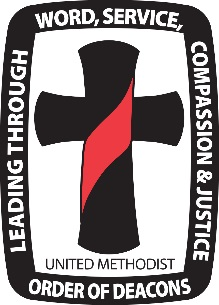 LEADING THROUGH
WORD, SERVICE,
COMPASSION & JUSTICE
UNITED METHODIST
ORDER OF DEACONS